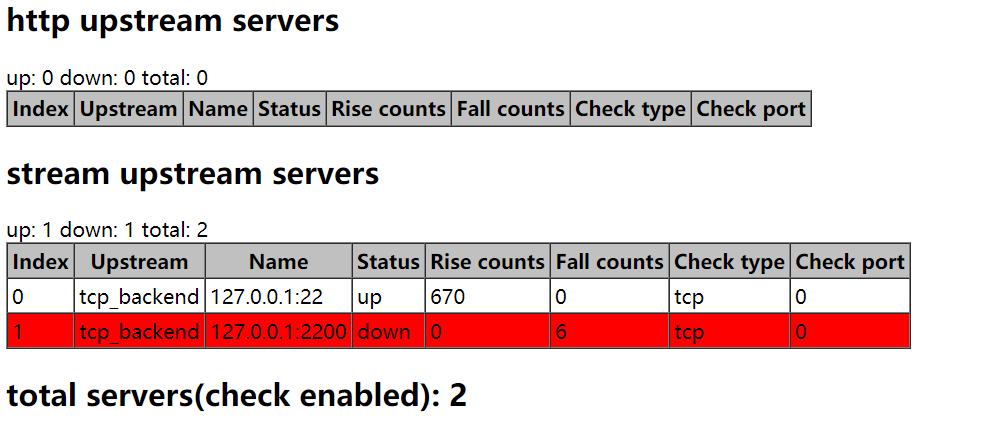 http upstream servers
up: 0 down: 0 total: 0
Index Upstream Name Status Rise counts Fall counts Check type Check port
stream upstream servers
up: 1 down: 1 total: 2
Index Upstream Name Status Rise counts Fall counts Check type Check port
0 tcp_backend 127.0.0.1:22 up 670 0 tcp 0
1 tcp_backend 127.0.0.1:2200 down 0 6 tcp 0
total servers(check enabled): 2